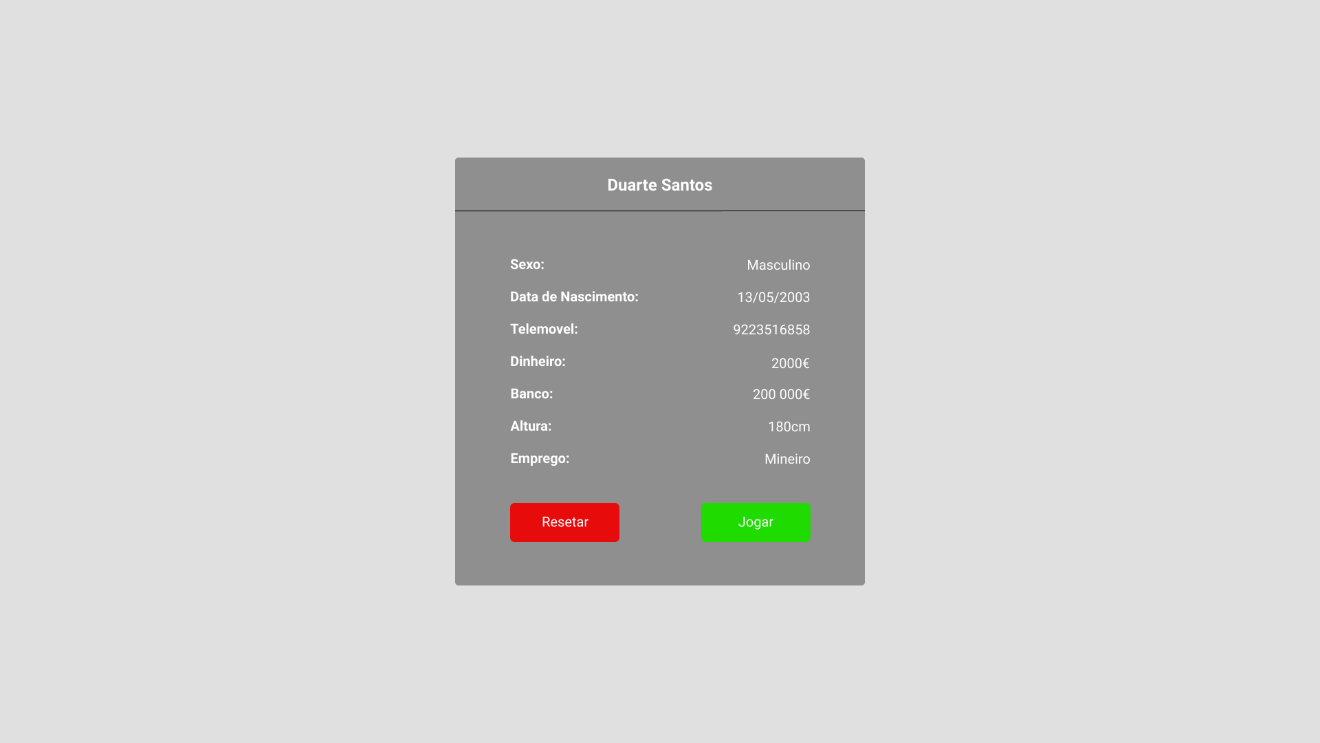 Duarte Santos
Sexo: Masculino
Data de Nascimento: 13/05/2003
Telemovel: 9223516858
Dinheiro: 2000€
Banco: 200 000€
Altura: 180cm
Emprego: Mineiro
Resetar Jogar